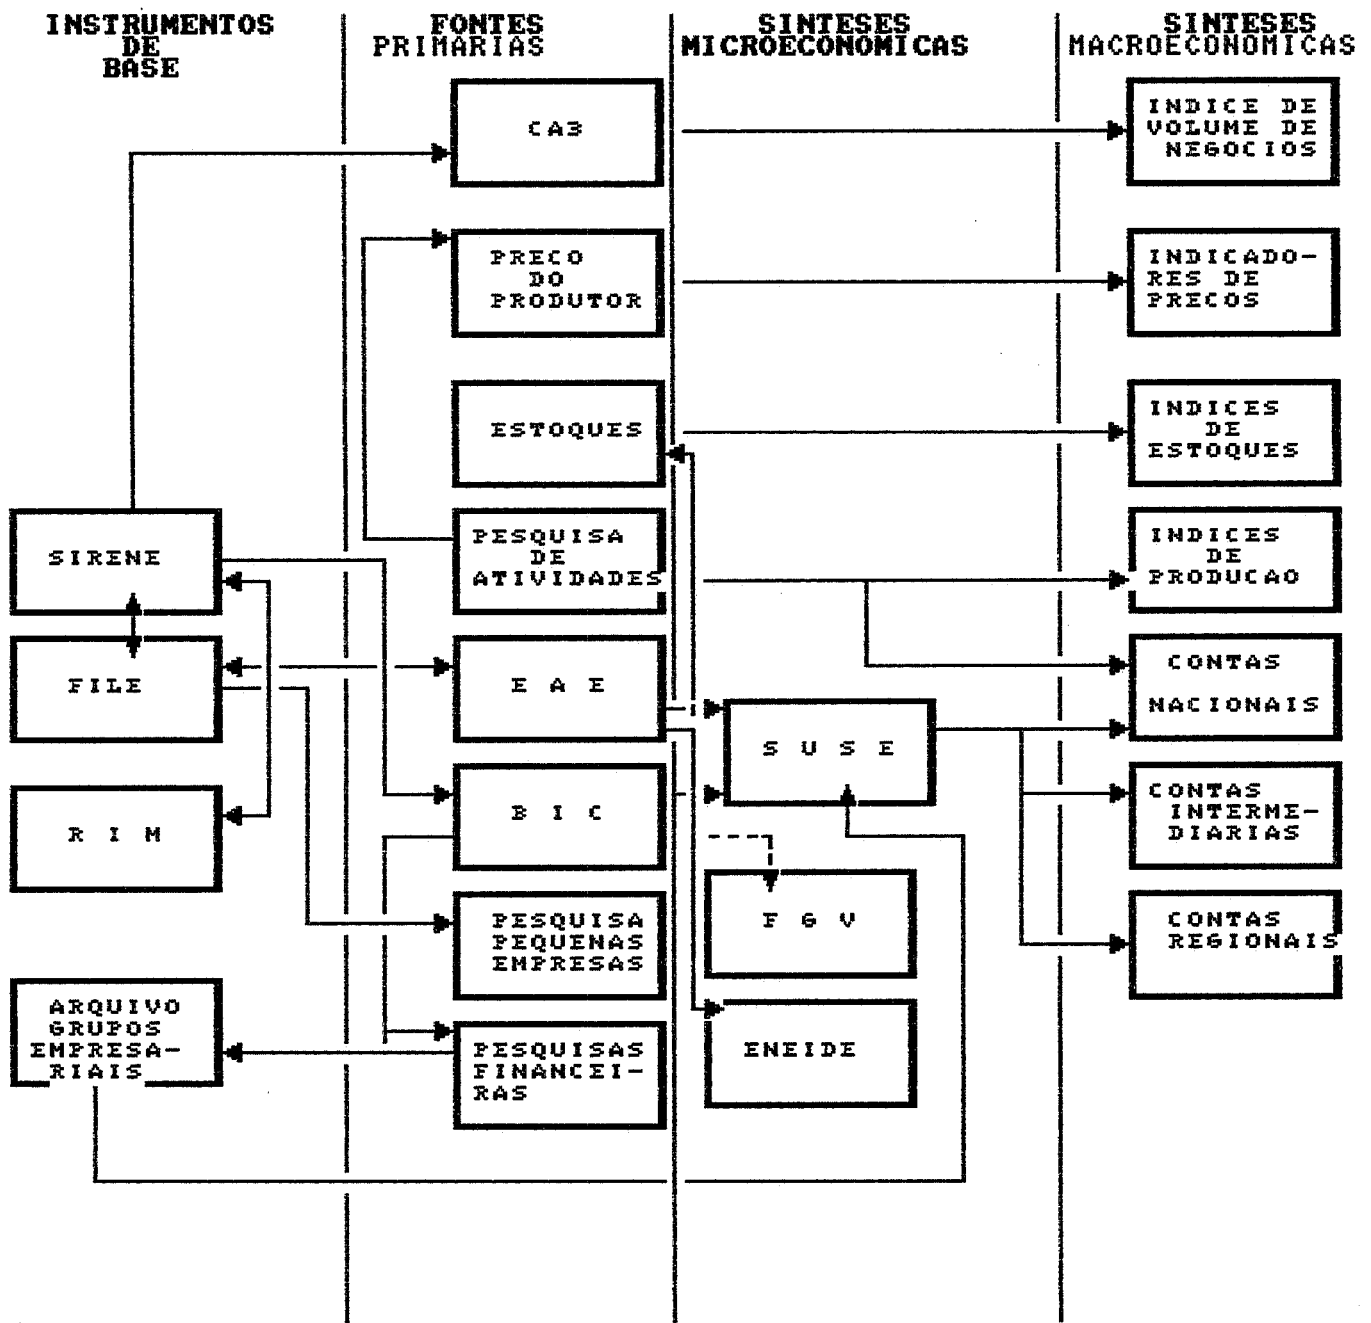 INSTRUMENTOS
DE
BASE
FONTES
PRIMARIAS
SINTESES
MICROECONOMICAS
SINTESES
MACROECONOMICAS
SIRENE
FILE
R I M
ARQUIVO
GRUPOS
EMPRESA-
RIAIS
CA3
PRECO
DO
PRODUTOR
ESTOQUES
PESQUISA
DE
ATIVIDADES
E A E
B I C
PESQUISA
PEQUENAS
EMPRESAS
PESQUISAS
FINANCEI-
RAS
S U S E
F G V
ENEIDE
INDICE DE
VOLUME DE
NEGOCIOS
INDICADO-
RES DE
PRECOS
INDICES
DE
ESTOQUES
INDICES
DE
PRODUCAO
CONTAS
NACIONAIS
CONTAS
INTERME-
DIARIAS
CONTAS
REGIONAIS